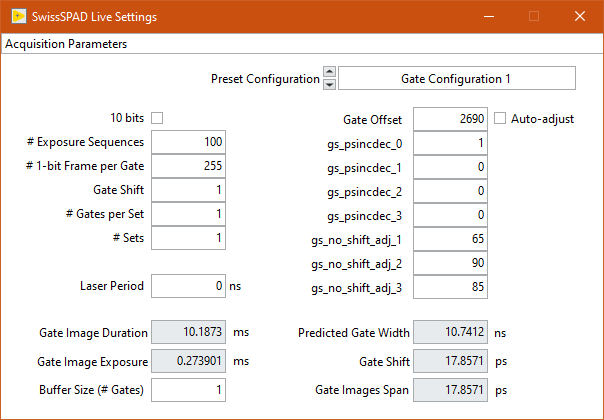 SwissSPAD Live Settings
Acquisition Parameters
Preset Configuration Gate Configuration 1
10 bits
# Exposure Sequences 100
# 1-bit Frame per Gate 255
Gate Shift 1
# Gates per Set 1
# Sets 1
Laser Period 0 ns
Gate Image Duration 10.1873 ms
Gate Image Exposure 0.273901 ms
Buffer Size (# Gates) 1
Gate Offset 2690 Auto-adjust
gs_psincdec_0 1
gs_psincdec_1 0
gs_psincdec_2 0
gs_psincdec_3 0
gs_no_shift_adj_1 65
gs_no_shift_adj_2 90
gs_no_shift_adj_3 85
Predicted Gate Width 10.7412 ns
Gate Shift 17.8571 ps
Gate Images Span 17.8571 ps